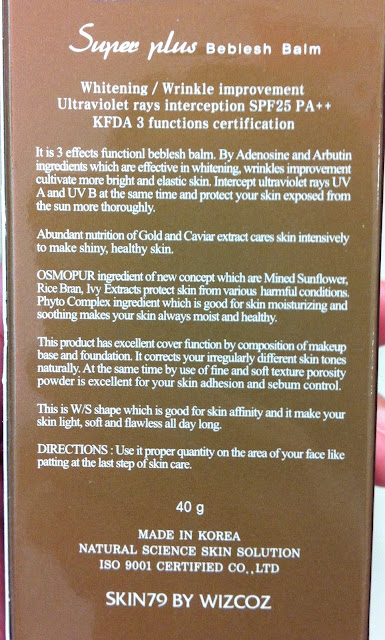 Super plus Beblesh Balm
Whitening / Wrinkle improvement
Ultraviolet rays interception SPF25 PA++
KFDA 3 functions certification
It is 3 effects functionl beblesh balm. By Adenosine and Arbutin
ingredients which are effective in whitening, wrinkles improvement
cultivate more bright and elastic skin. Intercept ultraviolet rays UV
A and UV B at the same time and protect your skin exposed from
the sun more thoroughly.
Abundant nutrition of Gold and Caviar extract cares skin intensively
to make shiny, healthy skin.
OSMOPUR ingredient of new concept which are Mined Sunflower,
Rice Bran, Ivy Extracts protect skin from various harmful conditions.
Phyto Complex ingredient which is good for skin moisturizing and
soothing makes your skin always moist and healthy.
This product has excellent cover function by composition of makeup
base and foundation. It corrects your irregularly different skin tones
naturally. At the same time by use of fine and soft texture porosity
powder is excellent for your skin adhesion and sebum control.
This is W/S shape which is good for skin affinity and it make your
skin light, soft and flawless all day long.
DIRECTIONS : Use it proper quantity on the area of your face like
patting at the last step of skin care.
40 g
MADE IN KOREA
NATURAL SCIENCE SKIN SOLUTION
ISO 9001 CERTIFIED CO.,LTD
SKIN79 BY WIZCOZ